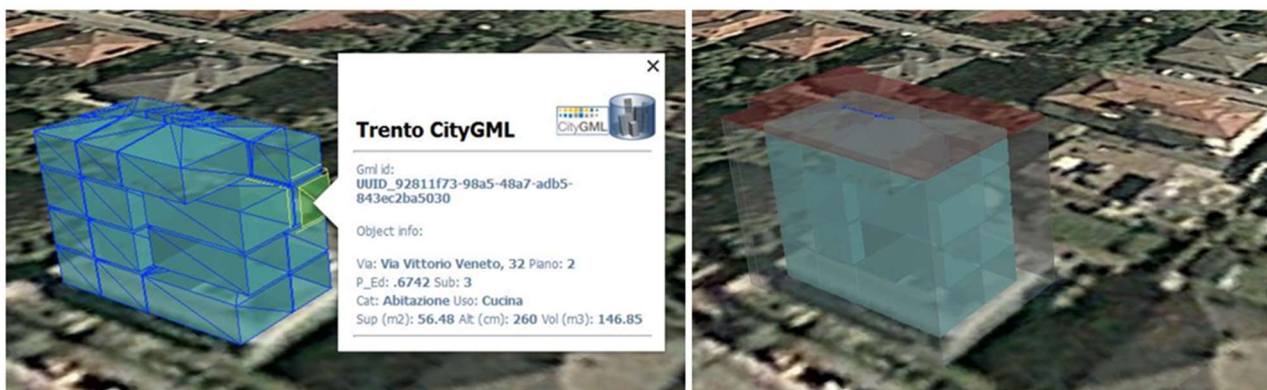 ×
Trento CityGML
CityGML
Gml id:
UUID_92811f73-98a5-48a7-adb5-
843ec2ba5030
Object info:
Via: Via Vittorio Veneto, 32 Piano: 2
P_Ed: .6742 Sub: 3
Cat: Abitazione Uso: Cucina
Sup (m2): 56.48 Alt (cm): 260 Vol (m3): 146.85